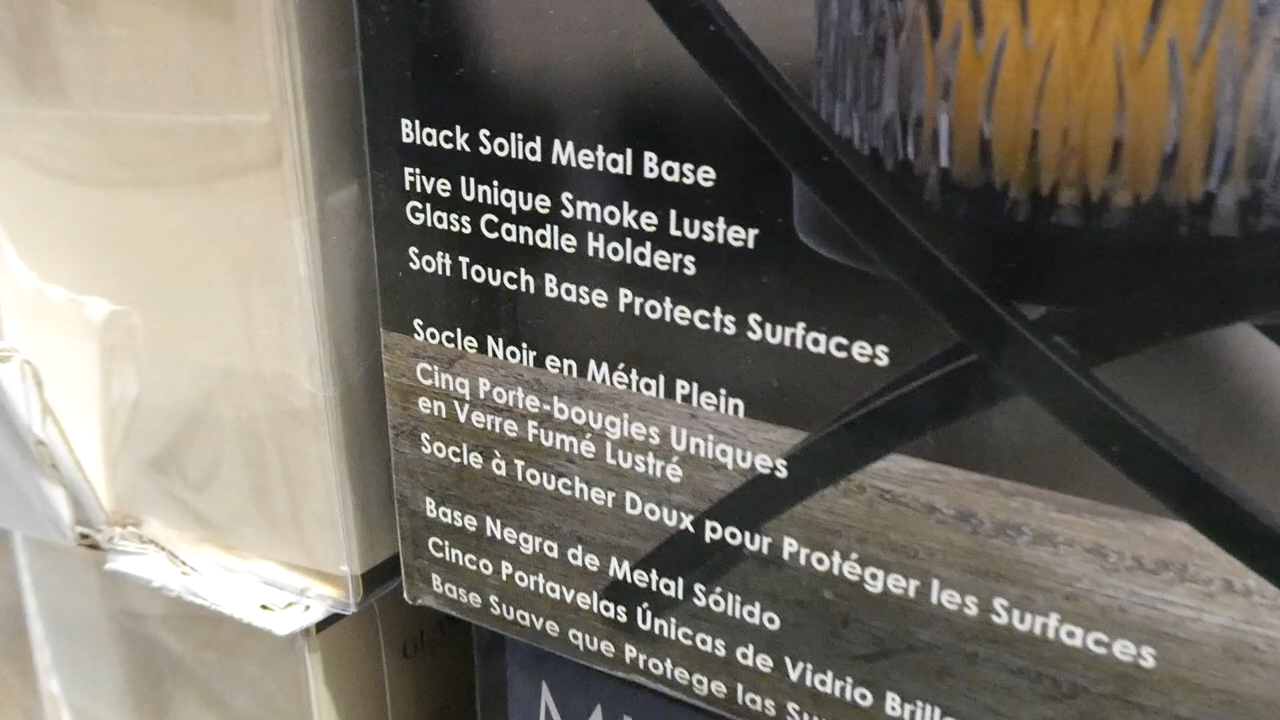 Black Solid Metal Base
Five Unique Smoke Luster
Glass Candle Holders
Soft Touch Base Protects Surfaces
Socle Noir en Métal Plein
Cinq Porte-bougies Uniques
en Verre Fumé Lustré
Socle à Toucher Doux pour Protéger les Surfaces
Base Negra de Metal Sólido
Cinco Portavelas Únicas de Vidrio
Base Suave que Protege las